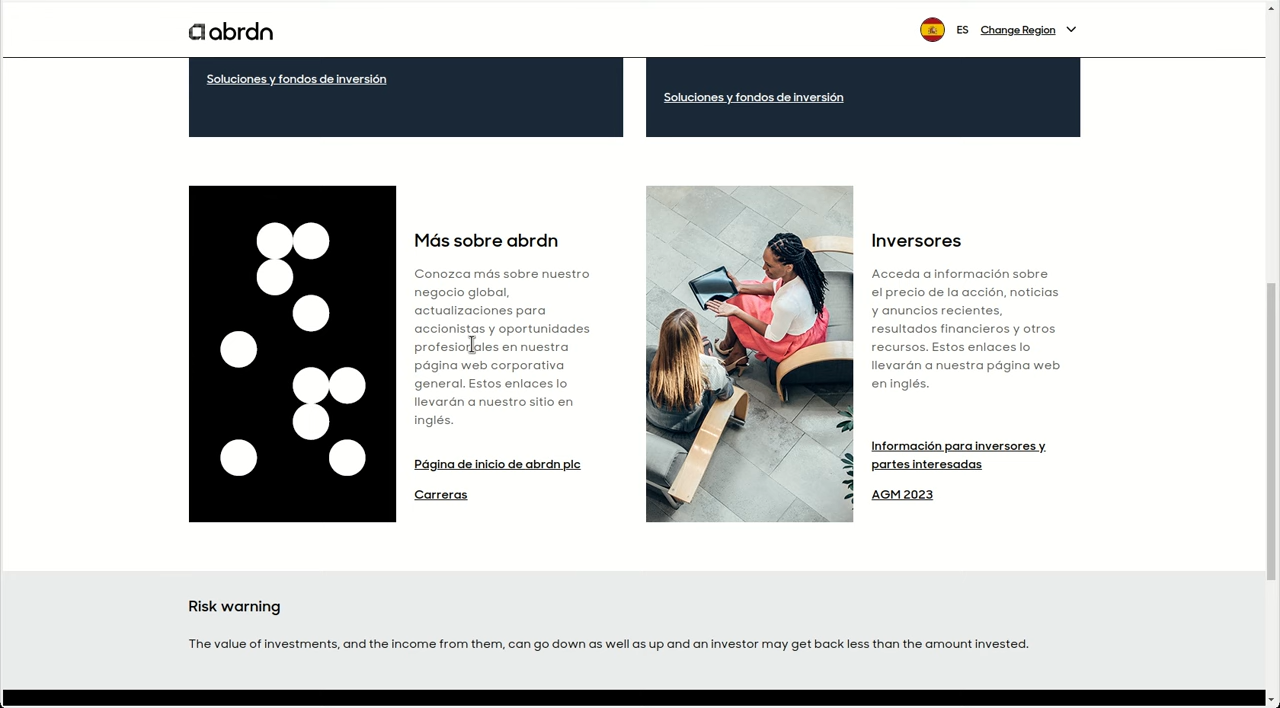 abrdn
ES Change Region
Soluciones y fondos de inversión
Soluciones y fondos de inversión
Más sobre abrdn
Conozca más sobre nuestro
negocio global,
actualizaciones para
accionistas y oportunidades
profesionales en nuestra
página web corporativa
general. Estos enlaces lo
llevarán a nuestro sitio en
inglés.
Página de inicio de abrdn plc
Carreras
Inversores
Acceda a información sobre
el precio de la acción, noticias
y anuncios recientes,
resultados financieros y otros
recursos. Estos enlaces lo
llevarán a nuestra página web
en inglés.
Información para inversores y
partes interesadas
AGM 2023
Risk warning
The value of investments, and the income from them, can go down as well as up and an investor may get back less than the amount invested.